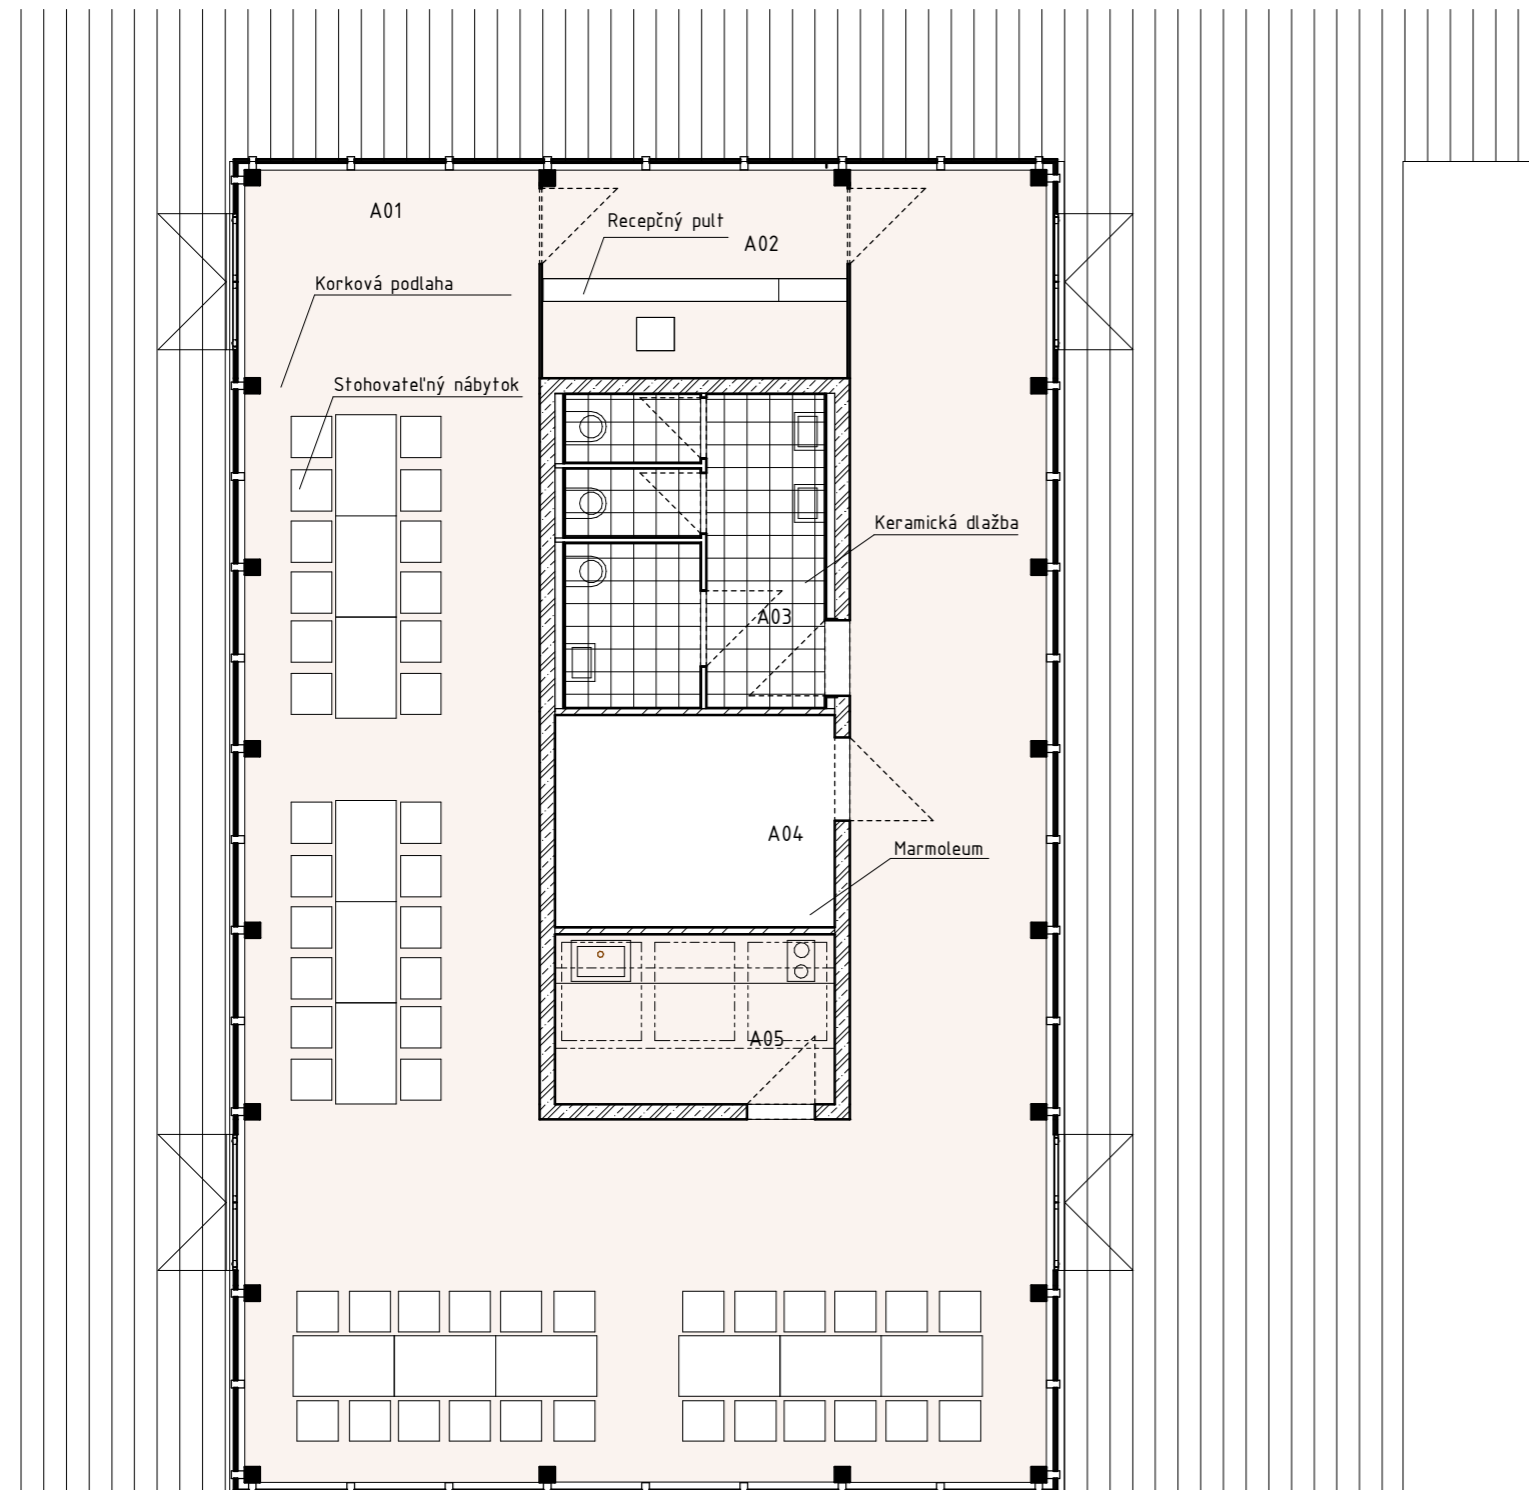 A01
Recepčný pult
A02
Korková podlaha
Stohovateľný nábytok
Keramická dlažba
A03
A04
Marmoleum
A05